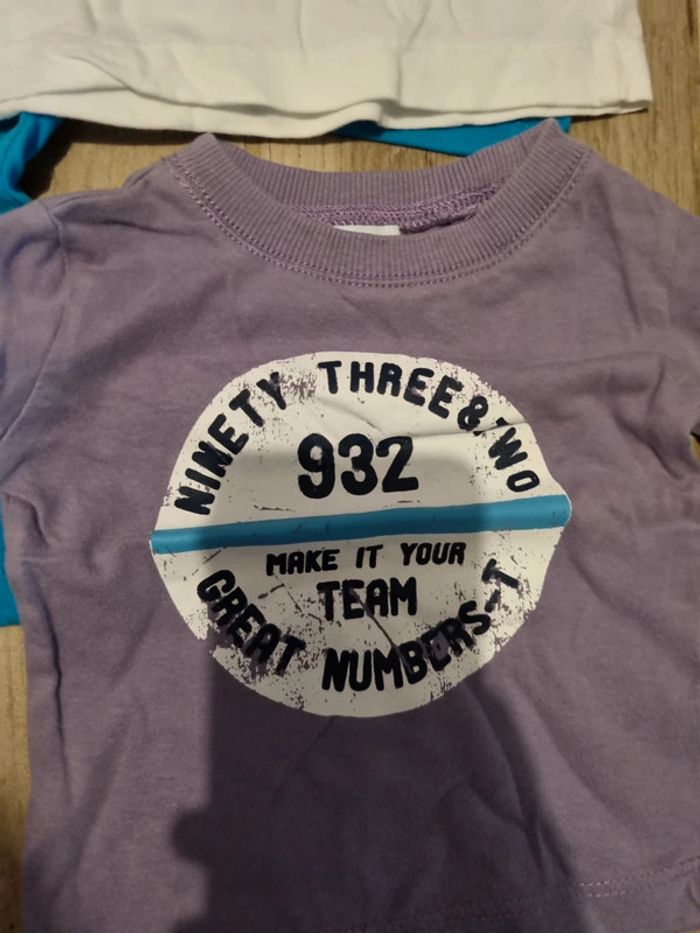 NINETY THREE&TWO
932
MAKE IT YOUR
TEAM
GREAT NUMBERS-T